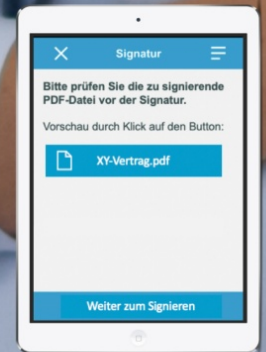 Signatur
Bitte prüfen Sie die zu signierende
PDF-Datei vor der Signatur.
Vorschau durch Klick auf den Button:
XY-Vertrag.pdf
Weiter zum Signieren